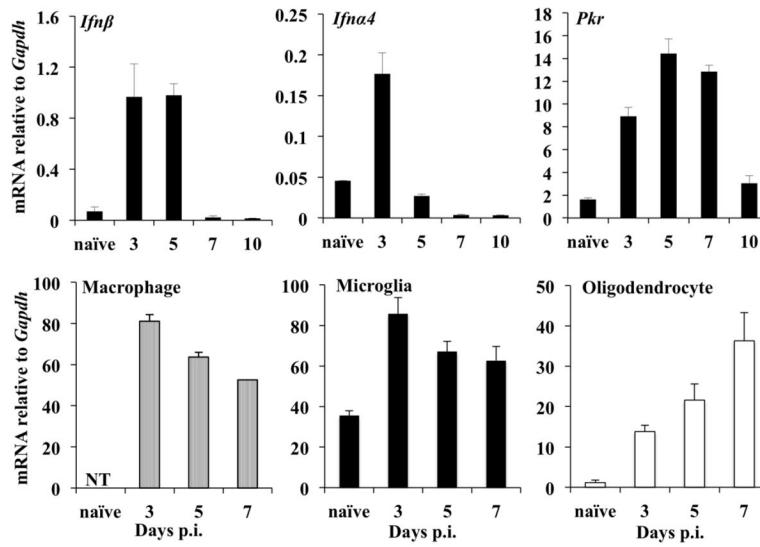 Ifnβ
mRNA relative to Gapdh
1.6
1.2
0.8
0.4
0
naïve 3 5 7 10
Ifnα4
0.25
0.2
0.15
0.1
0.05
0
naïve 3 5 7 10
Pkr
18
16
14
12
10
8
6
4
2
0
naïve 3 5 7 10
Macrophage
mRNA relative to Gapdh
100
80
60
40
20
0
NT
naïve 3 5 7
Days p.i.
Microglia
100
80
60
40
20
0
naïve 3 5 7
Days p.i.
Oligodendrocyte
50
40
30
20
10
0
naïve 3 5 7
Days p.i.